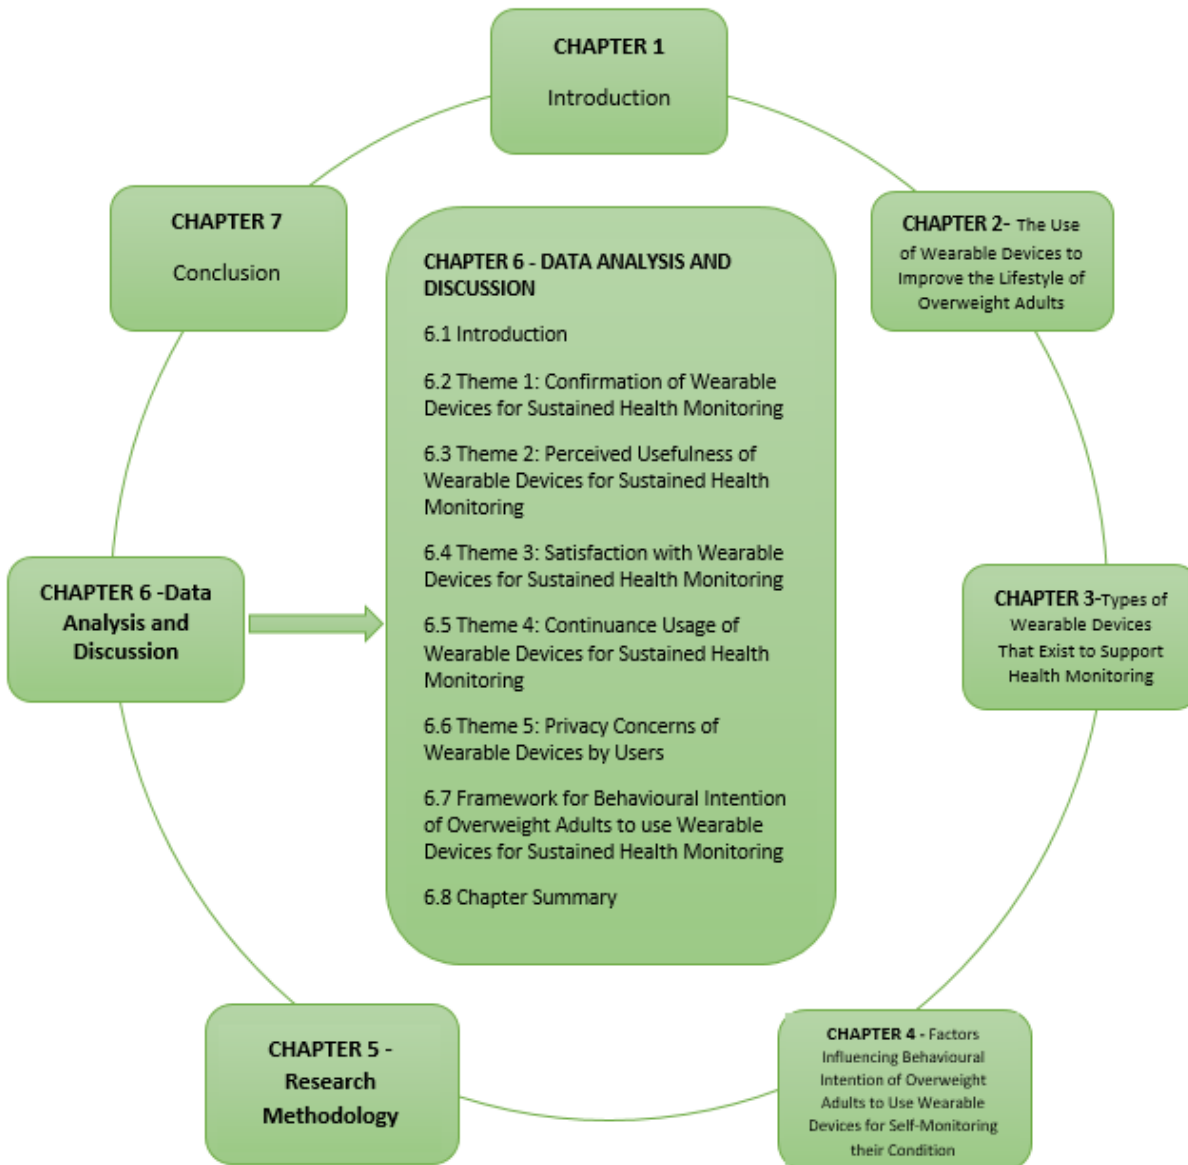 CHAPTER 1
Introduction
CHAPTER 2- The Use
of Wearable Devices to
Improve the Lifestyle of
Overweight Adults
CHAPTER 3-Types of
Wearable Devices
That Exist to Support
Health Monitoring
CHAPTER 4 - Factors
Influencing Behavioural
Intention of Overweight
Adults to Use Wearable
Devices for Self-Monitoring
their Condition
CHAPTER 5 -
Research
Methodology
CHAPTER 6 -Data
Analysis and
Discussion
CHAPTER 7
Conclusion
CHAPTER 6 - DATA ANALYSIS AND
DISCUSSION
6.1 Introduction
6.2 Theme 1: Confirmation of Wearable
Devices for Sustained Health Monitoring
6.3 Theme 2: Perceived Usefulness of
Wearable Devices for Sustained Health
Monitoring
6.4 Theme 3: Satisfaction with Wearable
Devices for Sustained Health Monitoring
6.5 Theme 4: Continuance Usage of
Wearable Devices for Sustained Health
Monitoring
6.6 Theme 5: Privacy Concerns of
Wearable Devices by Users
6.7 Framework for Behavioural Intention
of Overweight Adults to use Wearable
Devices for Sustained Health Monitoring
6.8 Chapter Summary